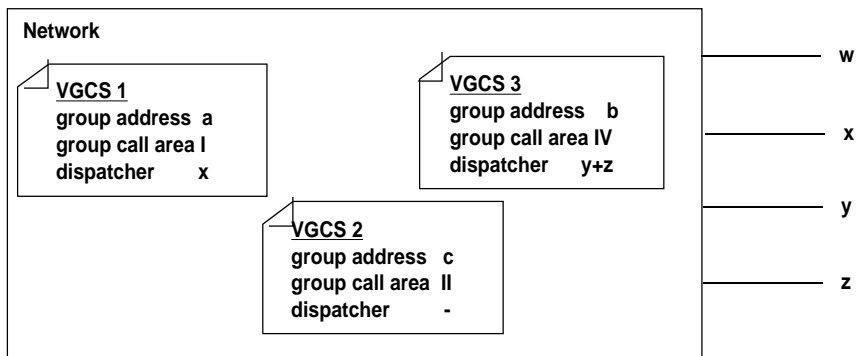 Network
VGCS 1
group address a
group call area I
dispatcher x
VGCS 3
group address b
group call area IV
dispatcher y+z
VGCS 2
group address c
group call area II
dispatcher -
w
x
y
z